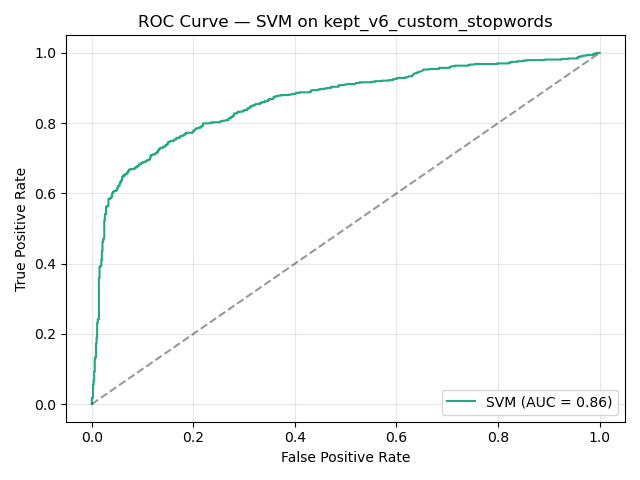 ROC Curve — SVM on kept_v6_custom_stopwords
True Positive Rate
1.0
0.8
0.6
0.4
0.2
0.0
0.0 0.2 0.4 0.6 0.8 1.0
False Positive Rate
SVM (AUC = 0.86)